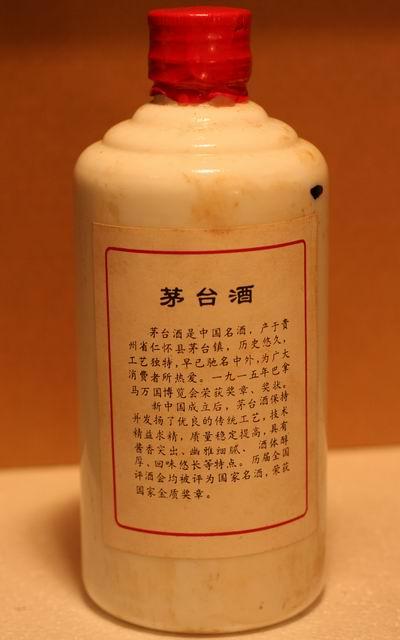 茅台酒
茅台酒是中国名酒，产于贵
州省仁怀县茅台镇，历史悠久，
工艺独特，早已驰名中外，为广大
消费者所热爱。一九一五年巴拿
马万国博览会荣获奖章、奖状。
新中国成立后，茅台酒保持
并发扬了优良的传统工艺，技术
精益求精，质量稳定提高，具有
酱香突出、幽雅细腻、酒体醇
厚、回味悠长等特点。历届全国
评酒会均被评为国家名酒，荣获
国家金质奖章。